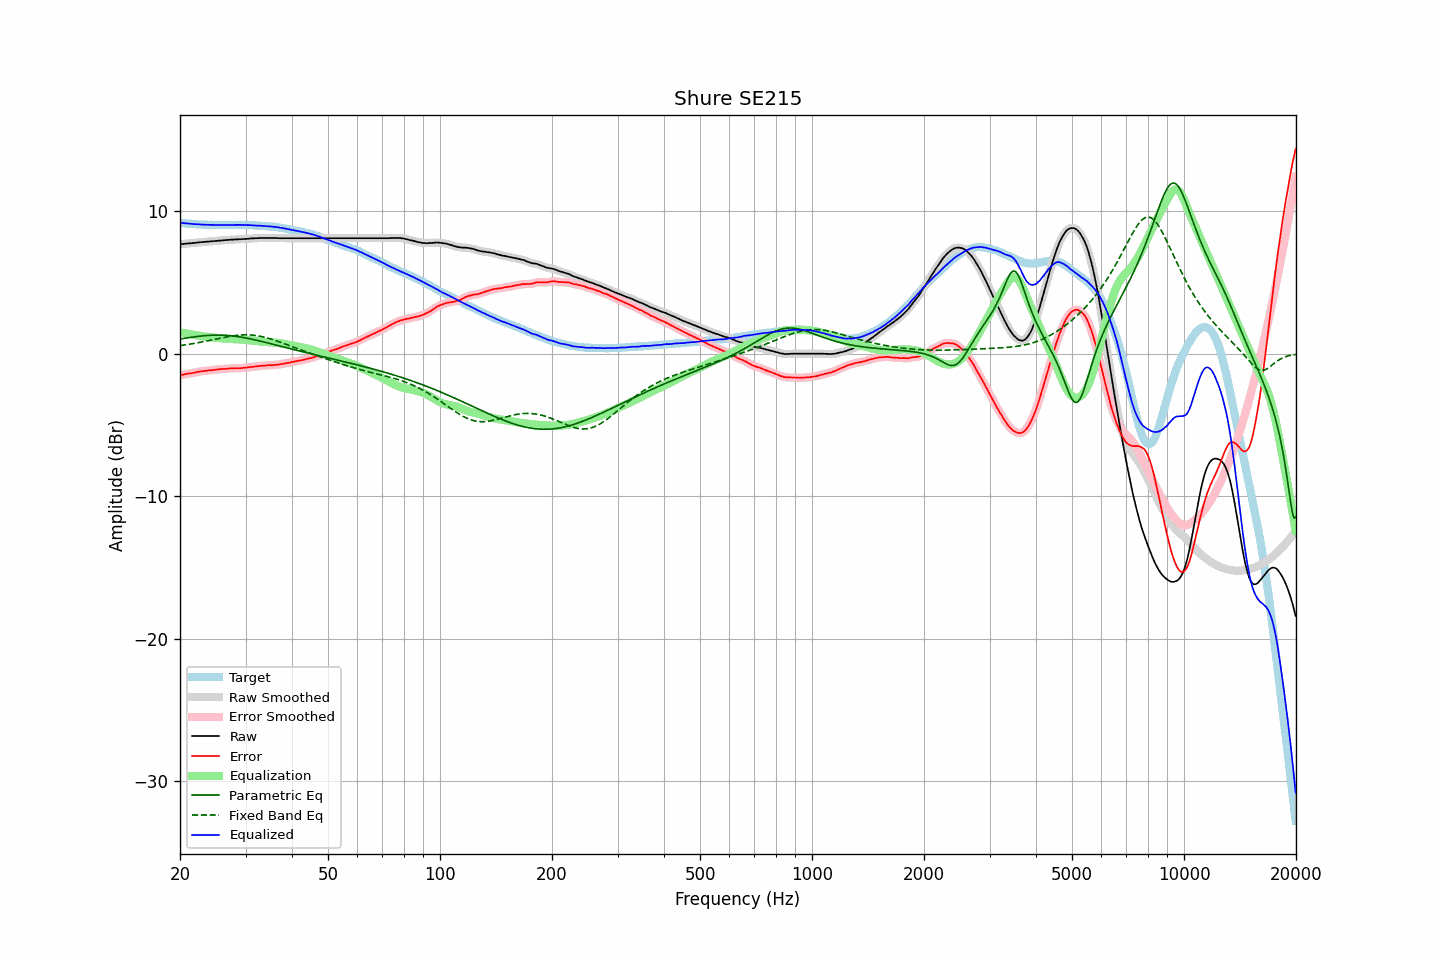 Shure SE215
Amplitude (dBr)
10
0
−10
−20
−30
Target
Raw Smoothed
Error Smoothed
Raw
Error
Equalization
Parametric Eq
Fixed Band Eq
Equalized
20 50 100 200 500 1000 2000 5000 10000 20000
Frequency (Hz)